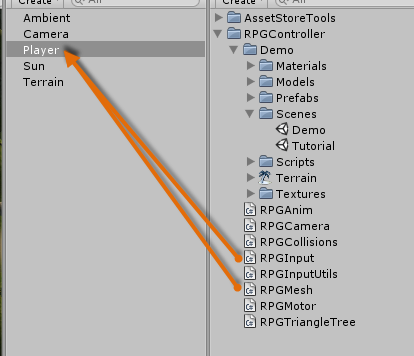 Create
All
Create
All
Ambient
Camera
Player
Sun
Terrain
AssetStoreTools
RPGController
Demo
Materials
Models
Prefabs
Scenes
Demo
Tutorial
Scripts
Terrain
Textures
RPGAnim
RPGCamera
RPGCollisions
RPGInput
RPGInputUtils
RPGMesh
RPGMotor
RPGTriangleTree